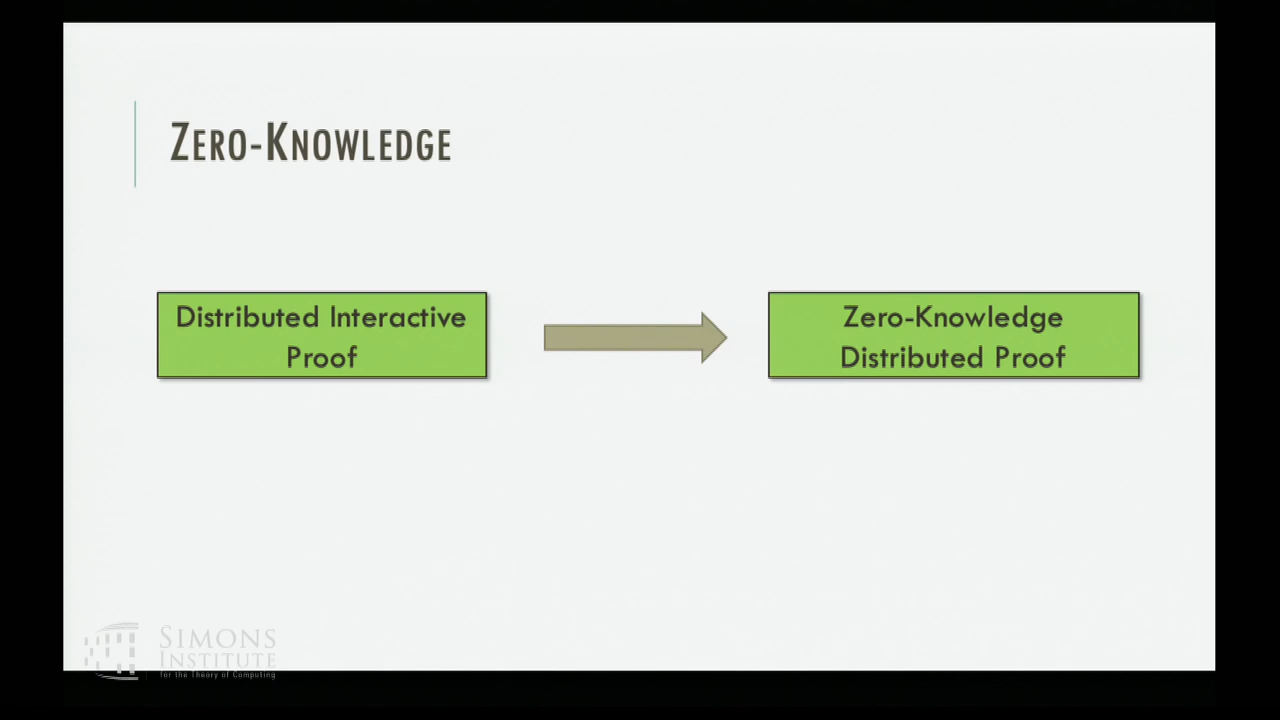 ZERO-KNOWLEDGE
Distributed Interactive
Proof
Zero-Knowledge
Distributed Proof
SIMONS
INSTITUTE
for the Theory of Computing